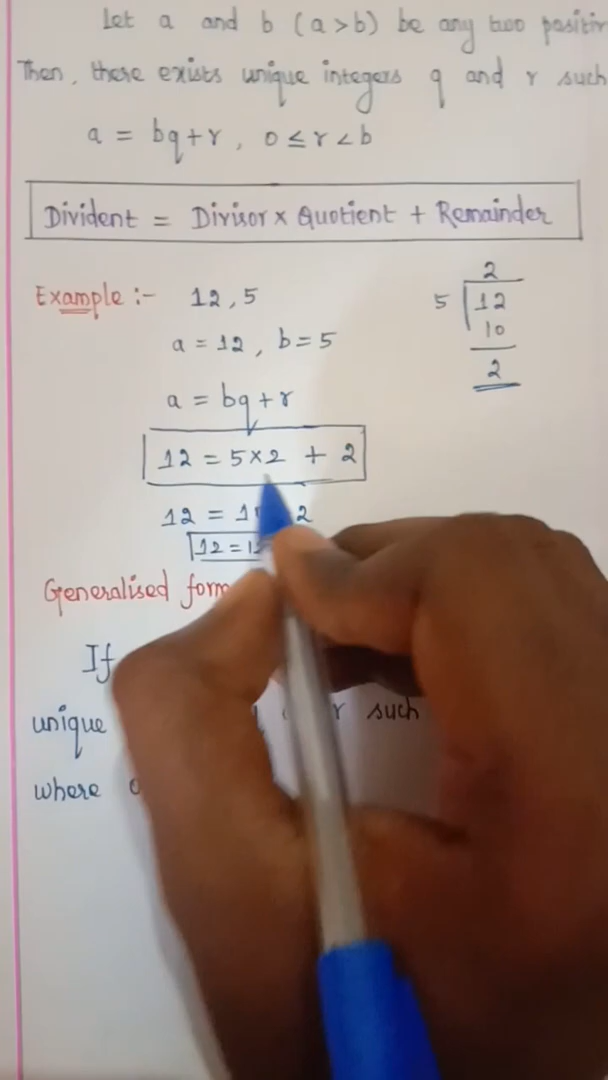 Let a and b (a>b) be any two
Then, there exists unique integers q and r such
a = bq+r, 0≤r<b
Divident = Divisor × Quotient + Remainder
Example :- 12, 5
a = 12, b=5
a = bq+r
12 = 5×2 + 2
12 = 2
12 =
2
5 12
10
2
Generalised
If
unique r such
where